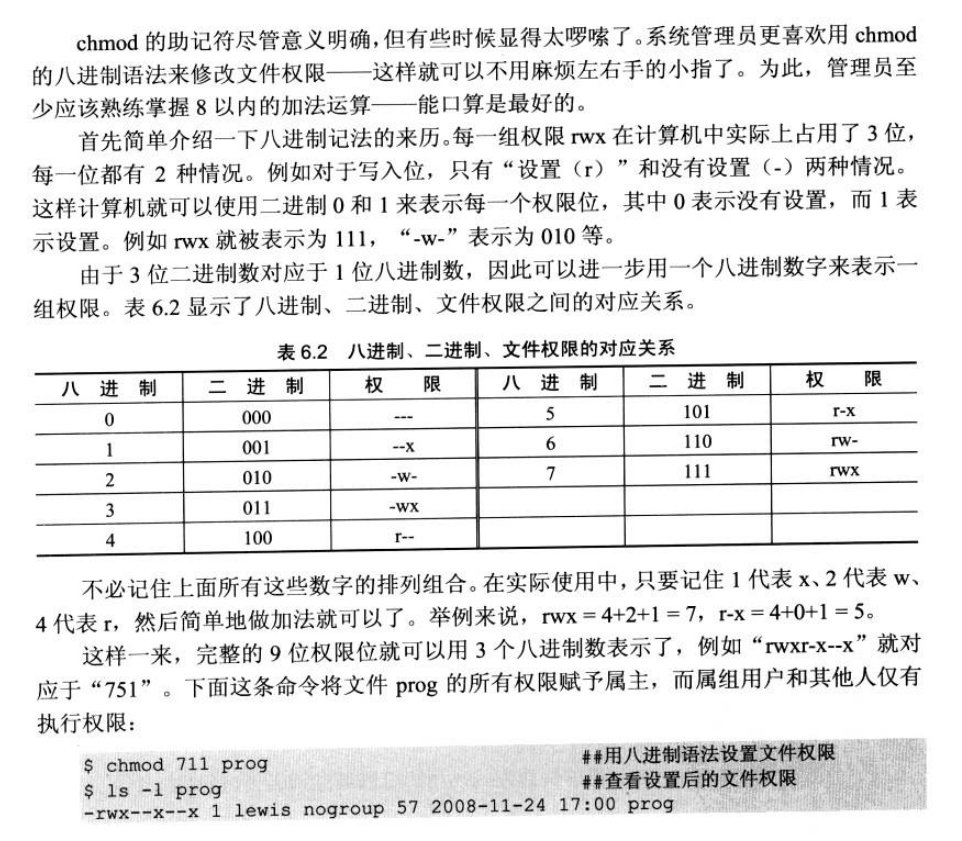 chmod 的助记符尽管意义明确，但有些时候显得太啰嗦了。系统管理员更喜欢用 chmod
的八进制语法来修改文件权限——这样就可以不用麻烦左右手的小指了。为此，管理员至
少应该熟练掌握 8 以内的加法运算——能口算是最好的。
首先简单介绍一下八进制记法的来历。每一组权限 rwx 在计算机中实际上占用了 3 位，
每一位都有 2 种情况。例如对于写入位，只有“设置（r）”和没有设置（-）两种情况。
这样计算机就可以使用二进制 0 和 1 来表示每一个权限位，其中 0 表示没有设置，而 1 表
示设置。例如 rwx 就被表示为 111，“-w-”表示为 010 等。
由于 3 位二进制数对应于 1 位八进制数，因此可以进一步用一个八进制数字来表示一
组权限。表 6.2 显示了八进制、二进制、文件权限之间的对应关系。
表 6.2 八进制、二进制、文件权限的对应关系
八 进 制 二 进 制 权 限 八 进 制 二 进 制 权 限
0 000 --- 5 101 r-x
1 001 --x 6 110 rw-
2 010 -w- 7 111 rwx
3 011 -wx
4 100 r--
不必记住上面所有这些数字的排列组合。在实际使用中，只要记住 1 代表 x、2 代表 w、
4 代表 r，然后简单地做加法就可以了。举例来说，rwx = 4+2+1 = 7，r-x = 4+0+1 = 5。
这样一来，完整的 9 位权限位就可以用 3 个八进制数表示了，例如“rwxr-x--x”就对
应于“751”。下面这条命令将文件 prog 的所有权限赋予属主，而属组用户和其他人仅有
执行权限：
$ chmod 711 prog ##用八进制语法设置文件权限
$ ls -l prog ##查看设置后的文件权限
-rwx--x--x 1 lewis nogroup 57 2008-11-24 17:00 prog